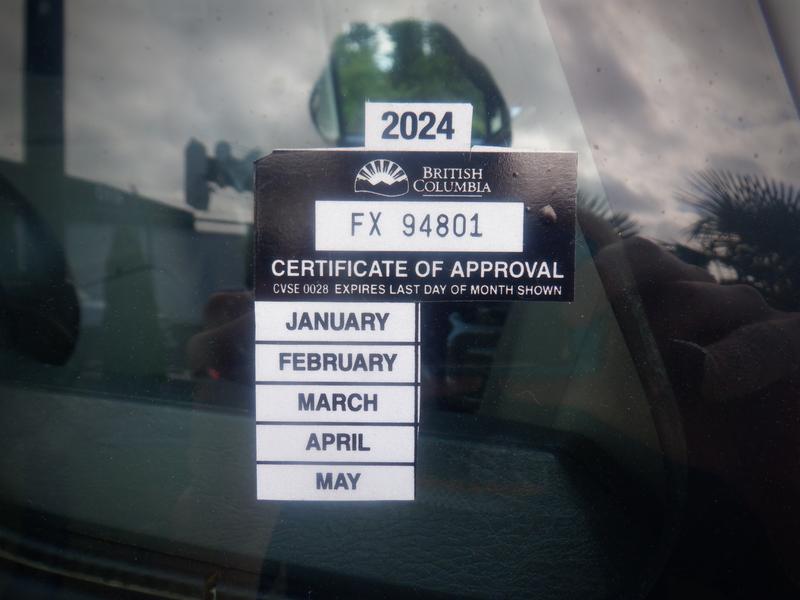 2024
BRITISH
COLUMBIA
FX 94801
CERTIFICATE OF APPROVAL
CVSE 0028 EXPIRES LAST DAY OF MONTH SHOWN
JANUARY
FEBRUARY
MARCH
APRIL
MAY